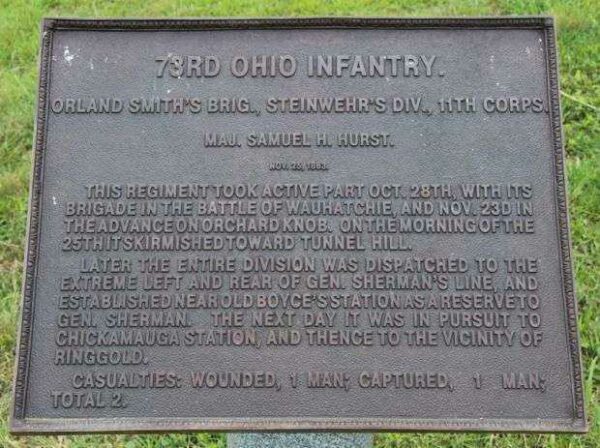 73RD OHIO INFANTRY.
ORLAND SMITH'S BRIG., STEINWEHR'S DIV., 11TH CORPS.
MAJ. SAMUEL H. HURST.
NOV. 25, 1863.
THIS REGIMENT TOOK ACTIVE PART OCT. 28TH, WITH ITS
BRIGADE IN THE BATTLE OF WAUHATCHIE, AND NOV. 23D IN
THE ADVANCE ON ORCHARD KNOB. ON THE MORNING OF THE
25TH IT SKIRMISHED TOWARD TUNNEL HILL.
LATER THE ENTIRE DIVISION WAS DISPATCHED TO THE
EXTREME LEFT AND REAR OF GEN. SHERMAN'S LINE, AND
ESTABLISHED NEAR OLD BOYCE'S STATION AS A RESERVE TO
GEN. SHERMAN. THE NEXT DAY IT WAS IN PURSUIT TO
CHICKAMAUGA STATION, AND THENCE TO THE VICINITY OF
RINGGOLD.
CASUALTIES: WOUNDED, 1 MAN; CAPTURED, 1 MAN;
TOTAL 2.